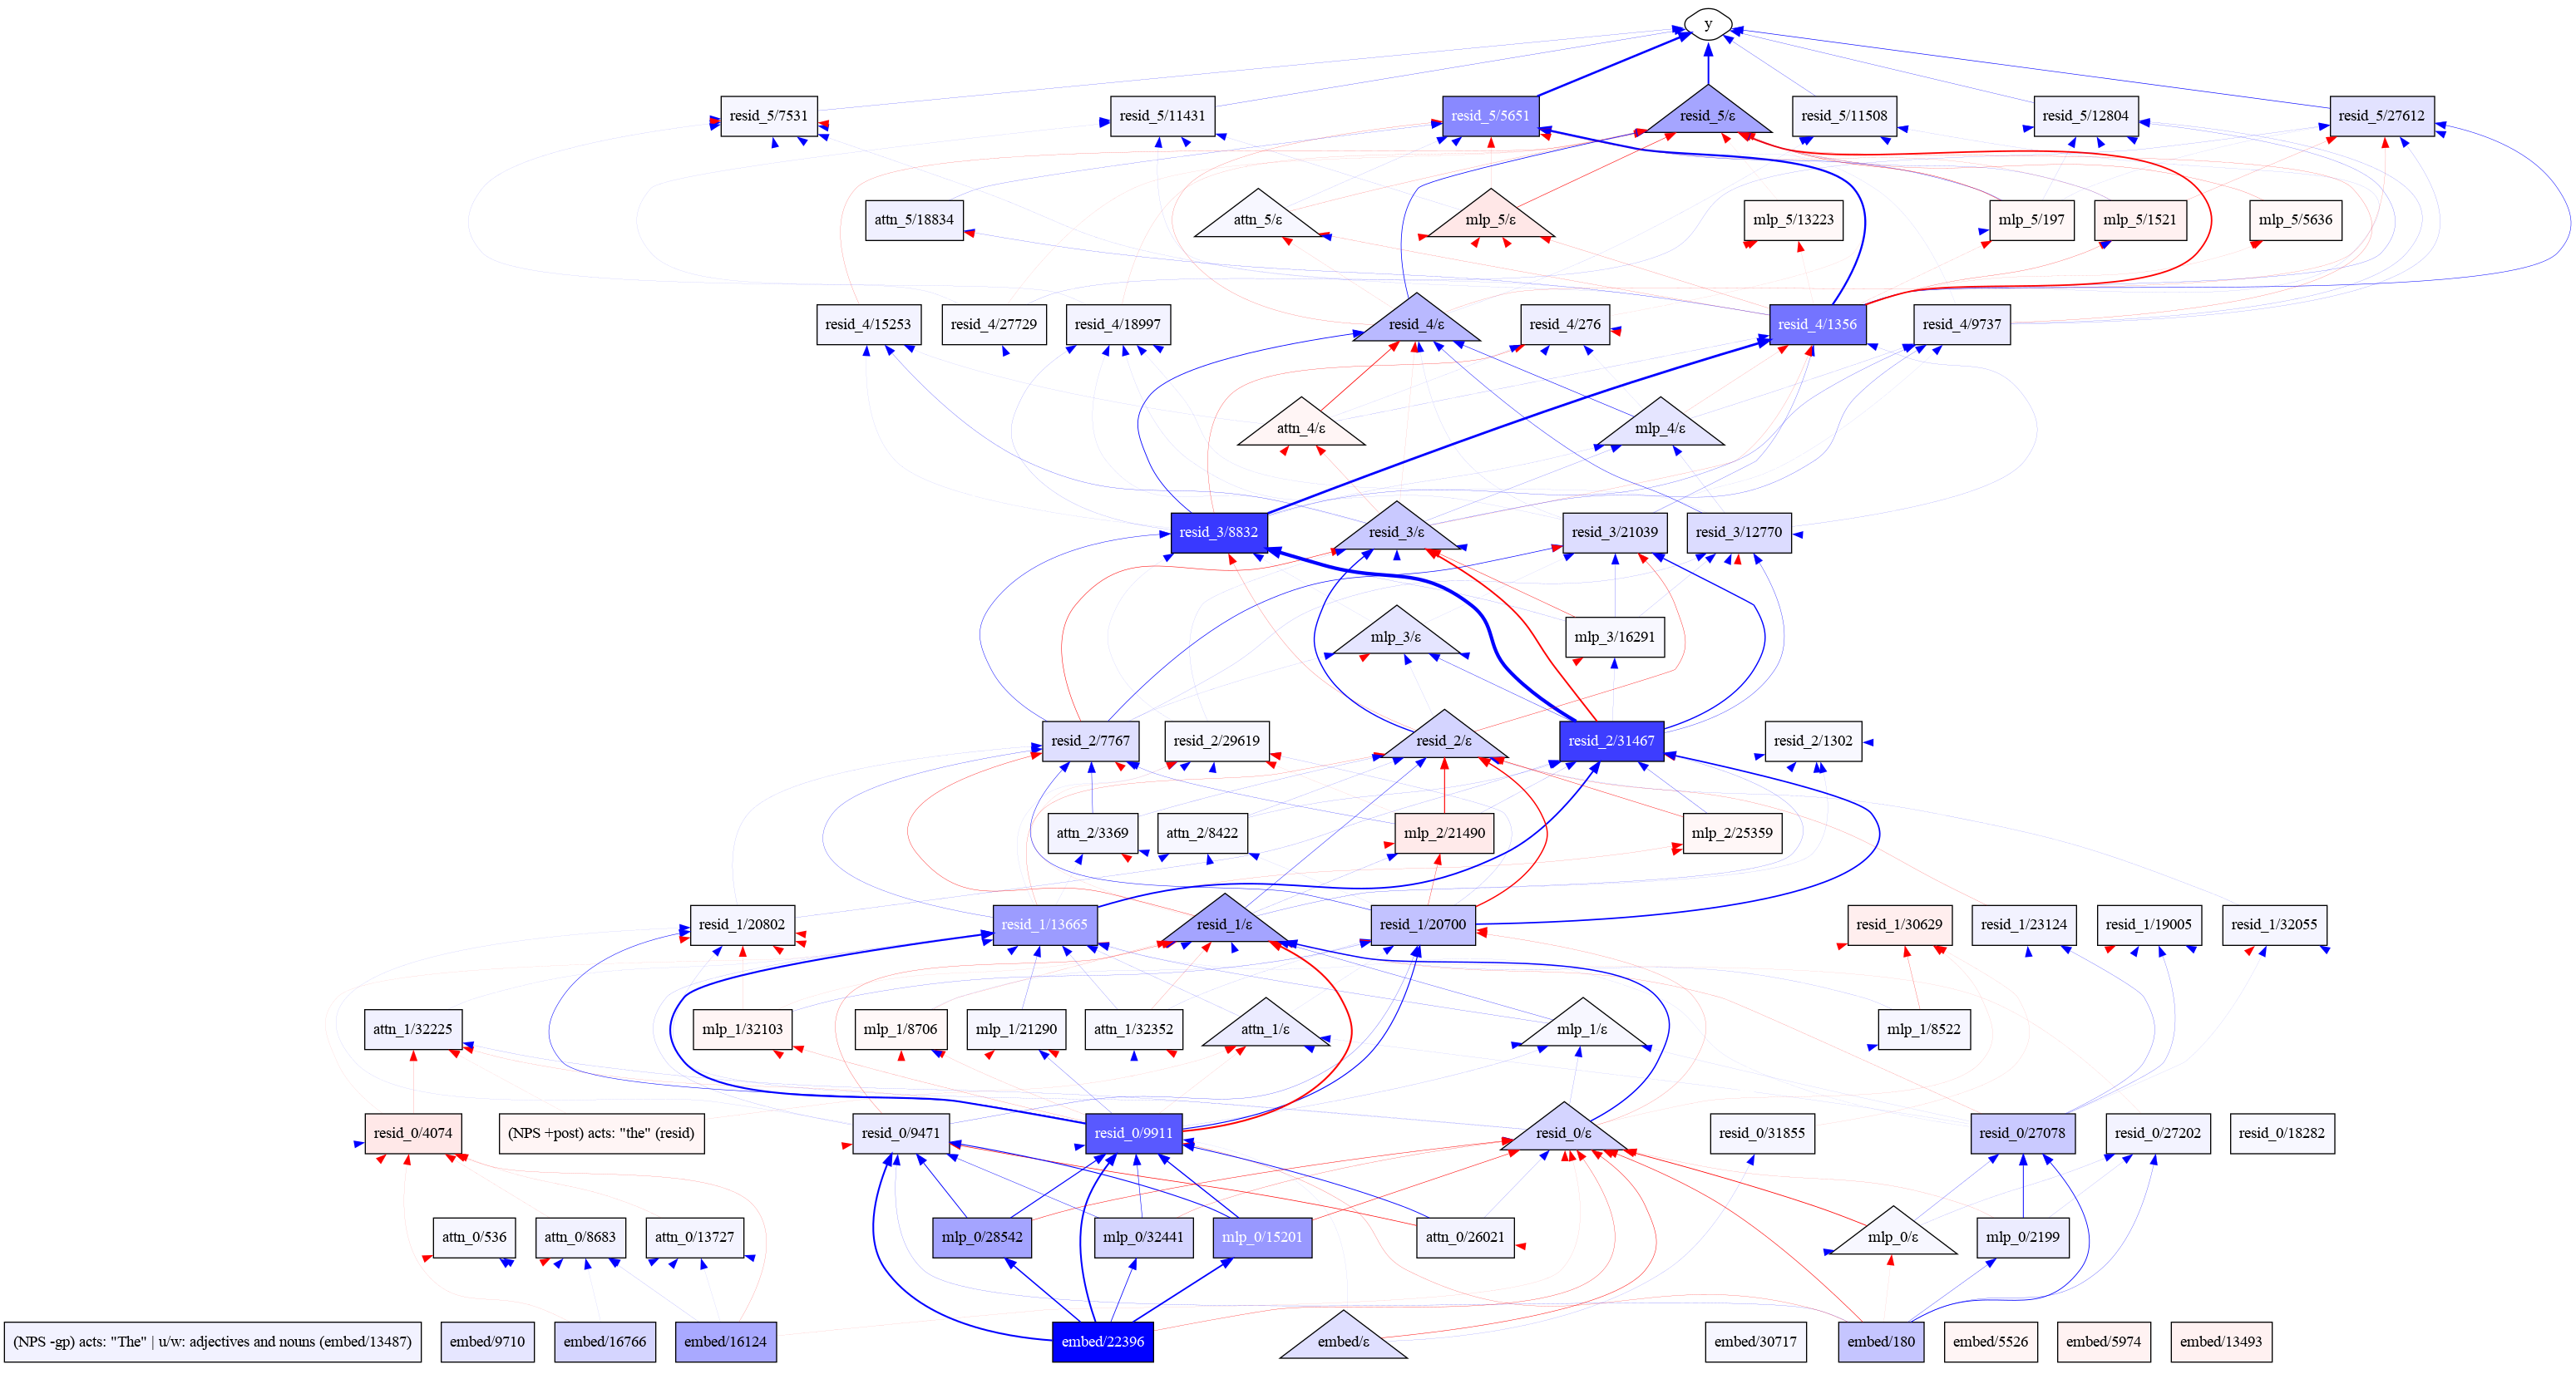 y
resid_5/7531
resid_5/11431
resid_5/5651
resid_5/ε
resid_5/11508
resid_5/12804
resid_5/27612
attn_5/18834
attn_5/ε
mlp_5/ε
mlp_5/13223
mlp_5/197
mlp_5/1521
mlp_5/5636
resid_4/15253
resid_4/27729
resid_4/18997
resid_4/ε
resid_4/276
resid_4/1356
resid_4/9737
attn_4/ε
mlp_4/ε
resid_3/8832
resid_3/ε
resid_3/21039
resid_3/12770
mlp_3/ε
mlp_3/16291
resid_2/7767
resid_2/29619
resid_2/ε
resid_2/31467
resid_2/1302
attn_2/3369
attn_2/8422
mlp_2/21490
mlp_2/25359
resid_1/20802
resid_1/13665
resid_1/ε
resid_1/20700
resid_1/30629
resid_1/23124
resid_1/19005
resid_1/32055
attn_1/32225
mlp_1/32103
mlp_1/8706
mlp_1/21290
attn_1/32352
attn_1/ε
mlp_1/ε
mlp_1/8522
resid_0/4074
(NPS +post) acts: "the" (resid)
resid_0/9471
resid_0/9911
resid_0/ε
resid_0/31855
resid_0/27078
resid_0/27202
resid_0/18282
attn_0/536
attn_0/8683
attn_0/13727
mlp_0/28542
mlp_0/32441
mlp_0/15201
attn_0/26021
mlp_0/ε
mlp_0/2199
(NPS -gp) acts: "The" | u/w: adjectives and nouns (embed/13487)
embed/9710
embed/16766
embed/16124
embed/22396
embed/ε
embed/30717
embed/180
embed/5526
embed/5974
embed/13493